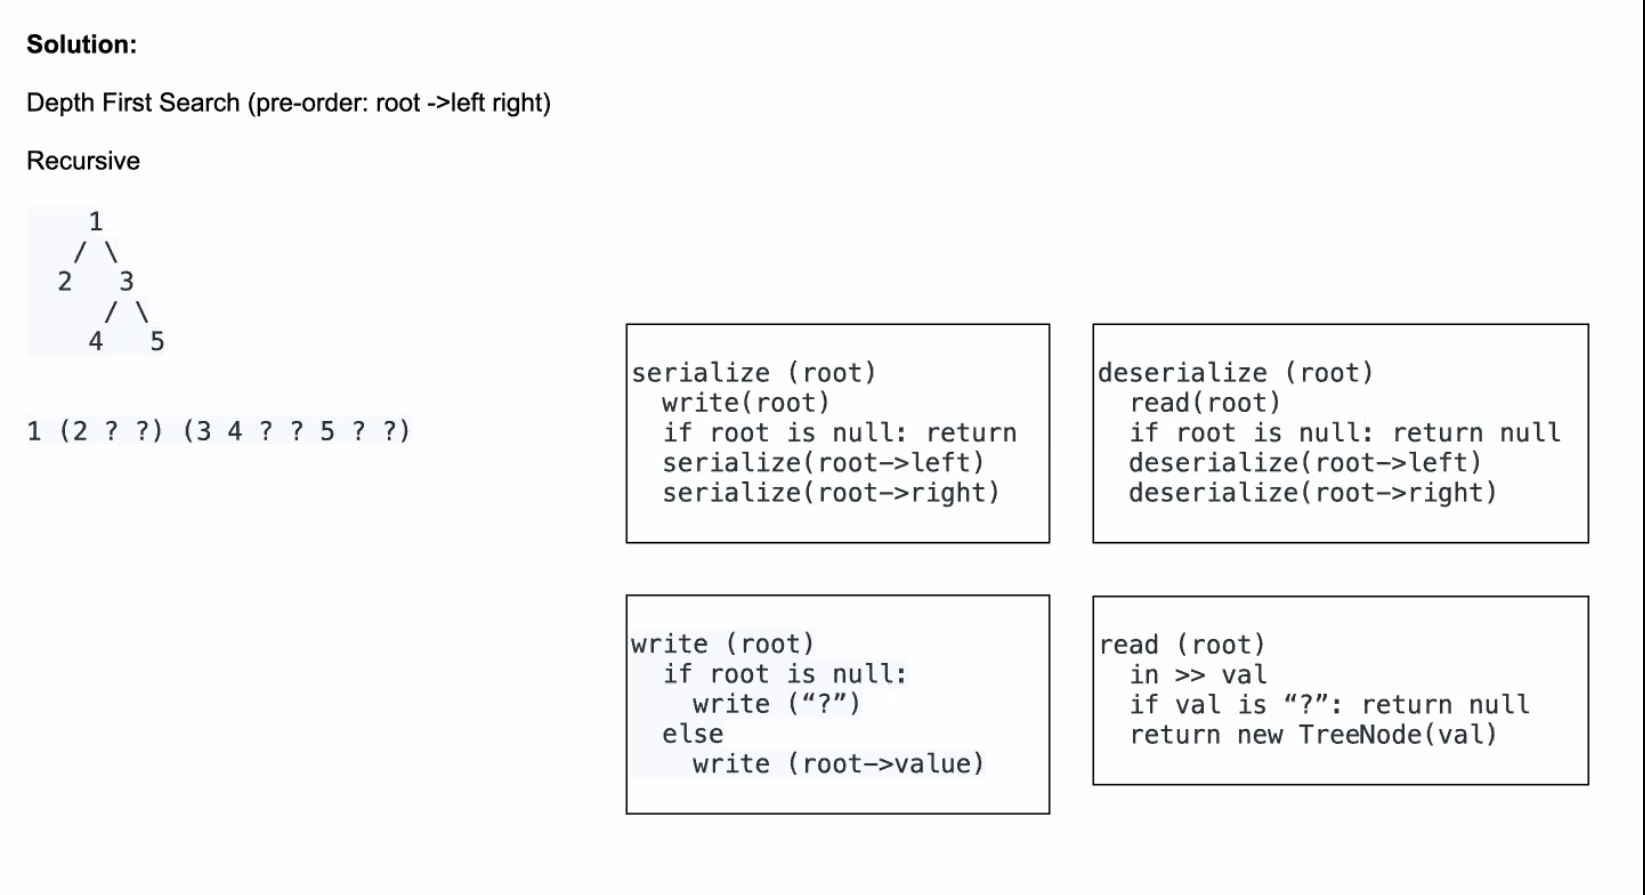 Solution:
Depth First Search (pre-order: root ->left right)
Recursive
1
/ \
2 3
/ \
4 5
1 (2 ? ?) (3 4 ? ? 5 ? ?)
serialize (root)
write(root)
if root is null: return
serialize(root->left)
serialize(root->right)
deserialize (root)
read(root)
if root is null: return null
deserialize(root->left)
deserialize(root->right)
write (root)
if root is null:
write (“?”)
else
write (root->value)
read (root)
in >> val
if val is “?”: return null
return new TreeNode(val)